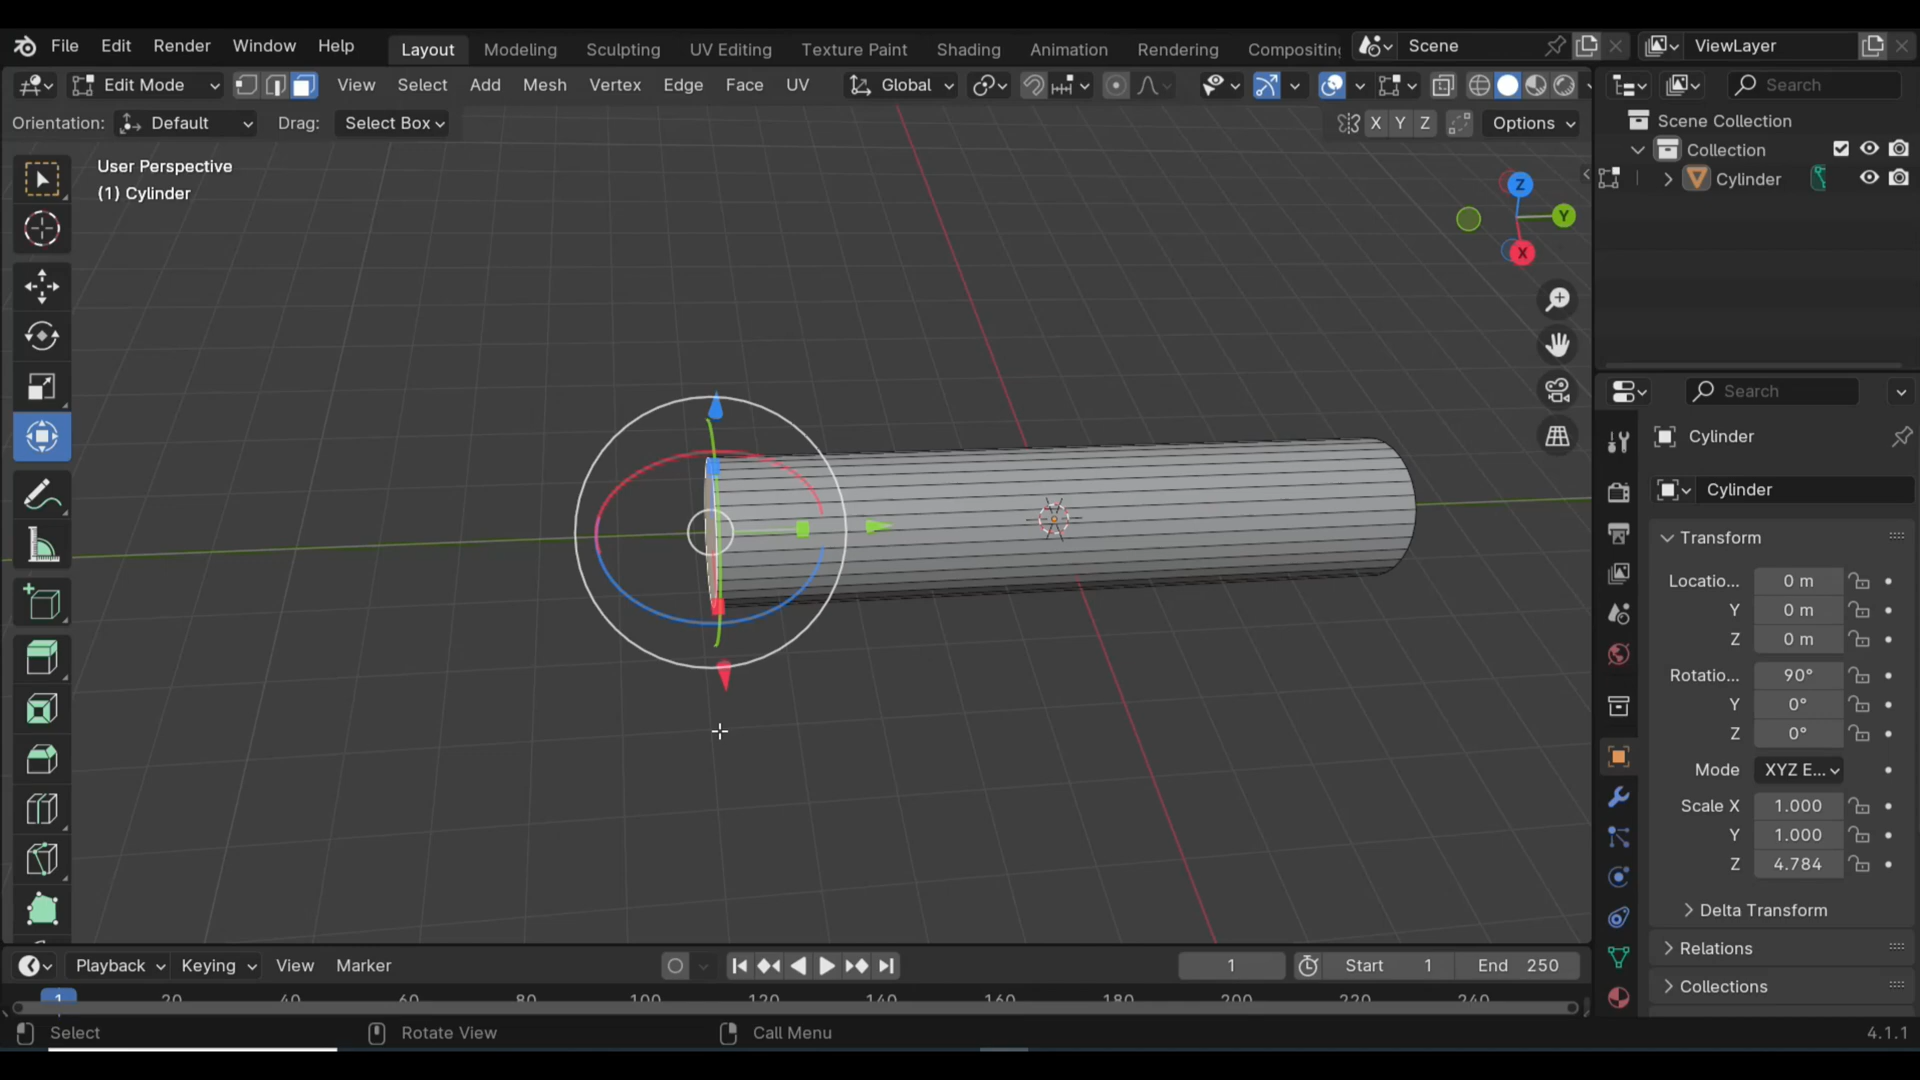 File Edit Render Window Help Layout Modeling Sculpting UV Editing Texture Paint Shading Animation Rendering Compositing Scene ViewLayer
Edit Mode View Select Add Mesh Vertex Edge Face UV Global Search
Orientation: Default Drag: Select Box X Y Z Options
Scene Collection
Collection
Cylinder
User Perspective
(1) Cylinder
Z
Y
X
Search
Cylinder
Cylinder
Transform
Locatio... 0 m
Y 0 m
Z 0 m
Rotatio... 90°
Y 0°
Z 0°
Mode XYZ E...
Scale X 1.000
Y 1.000
Z 4.784
Delta Transform
Relations
Collections
Playback Keying View Marker 1 Start 1 End 250
1 20 40 60 80 100 120 140 160 180 200 220 240
Select Rotate View Call Menu 4.1.1